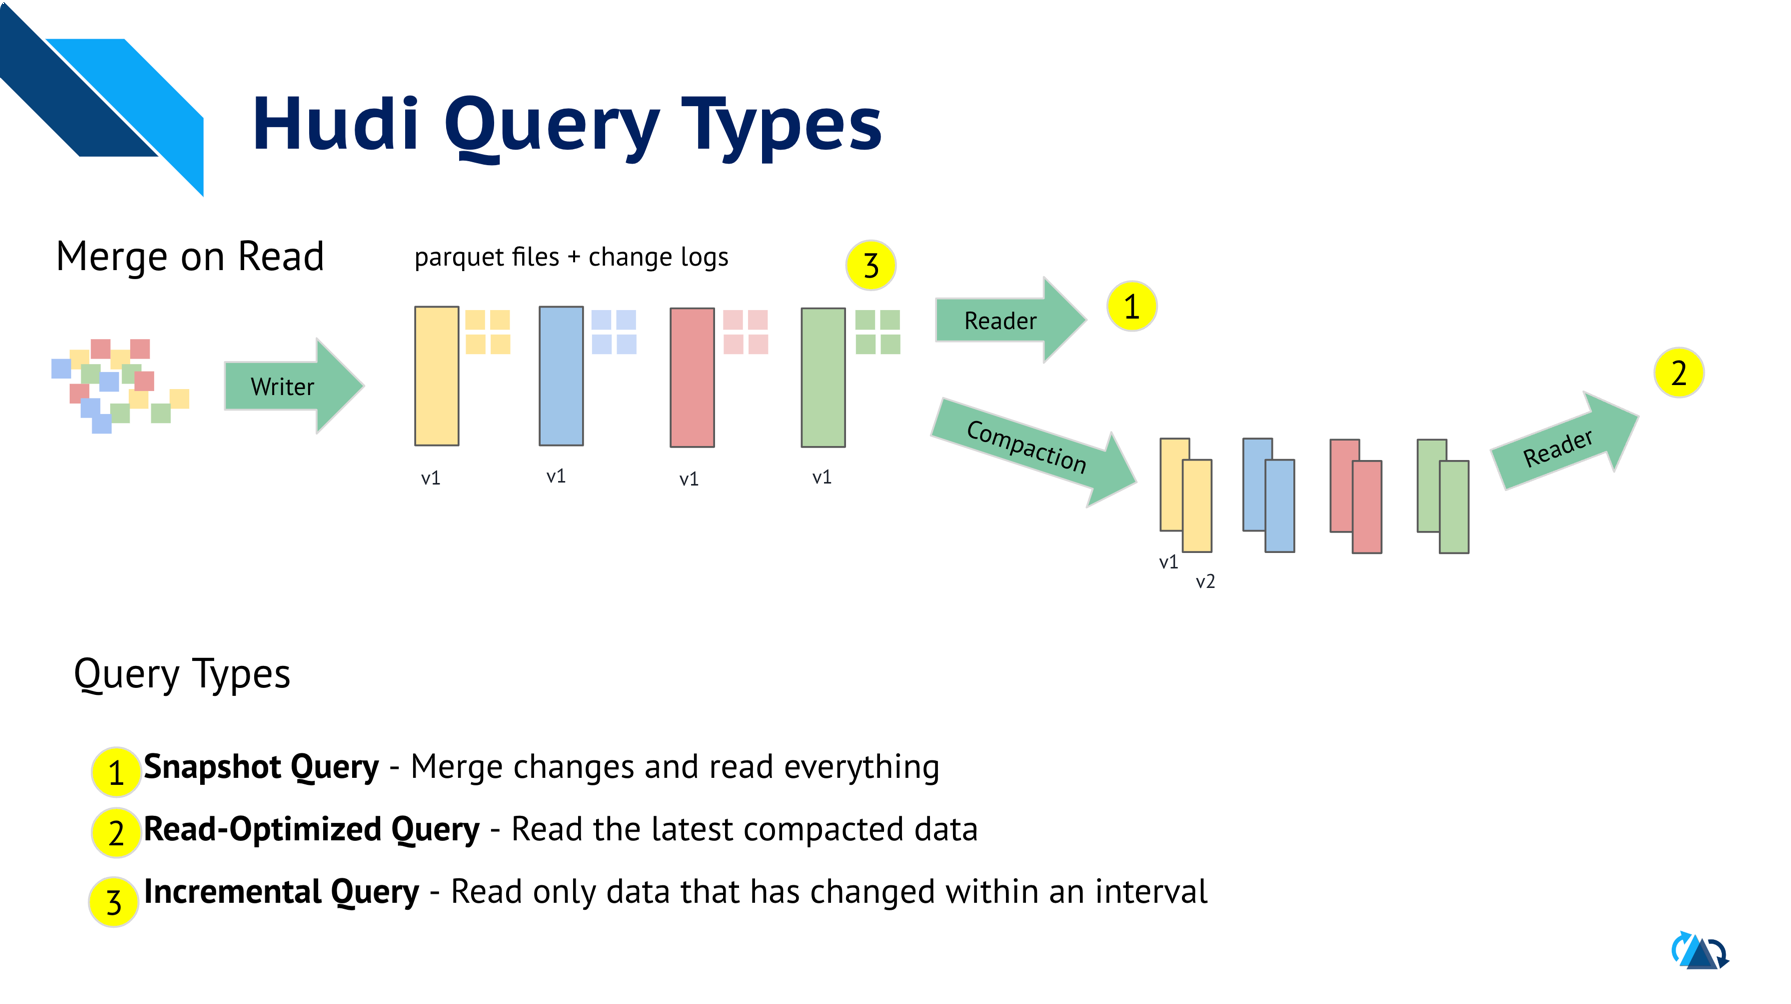 Hudi Query Types
Merge on Read
parquet files + change logs
3
Reader
1
2
Writer
Compaction
Reader
v1
v1
v1
v1
v1
v2
Query Types
1 Snapshot Query - Merge changes and read everything
2 Read-Optimized Query - Read the latest compacted data
3 Incremental Query - Read only data that has changed within an interval